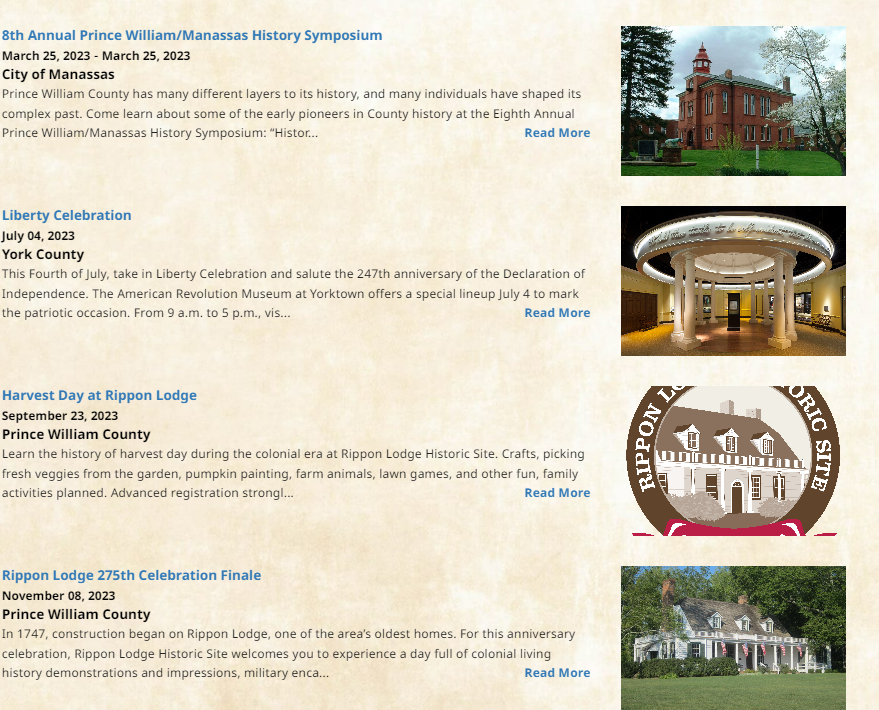 8th Annual Prince William/Manassas History Symposium
March 25, 2023 - March 25, 2023
City of Manassas
Prince William County has many different layers to its history, and many individuals have shaped its
complex past. Come learn about some of the early pioneers in County history at the Eighth Annual
Prince William/Manassas History Symposium: “Histor...
Read More
Liberty Celebration
July 04, 2023
York County
This Fourth of July, take in Liberty Celebration and salute the 247th anniversary of the Declaration of
Independence. The American Revolution Museum at Yorktown offers a special lineup July 4 to mark
the patriotic occasion. From 9 a.m. to 5 p.m., vis...
Read More
Harvest Day at Rippon Lodge
September 23, 2023
Prince William County
Learn the history of harvest day during the colonial era at Rippon Lodge Historic Site. Crafts, picking
fresh veggies from the garden, pumpkin painting, farm animals, lawn games, and other fun, family
activities planned. Advanced registration strongl...
Read More
RIPPON LO
ORIC SITE
Rippon Lodge 275th Celebration Finale
November 08, 2023
Prince William County
In 1747, construction began on Rippon Lodge, one of the area’s oldest homes. For this anniversary
celebration, Rippon Lodge Historic Site welcomes you to experience a day full of colonial living
history demonstrations and impressions, military enca...
Read More